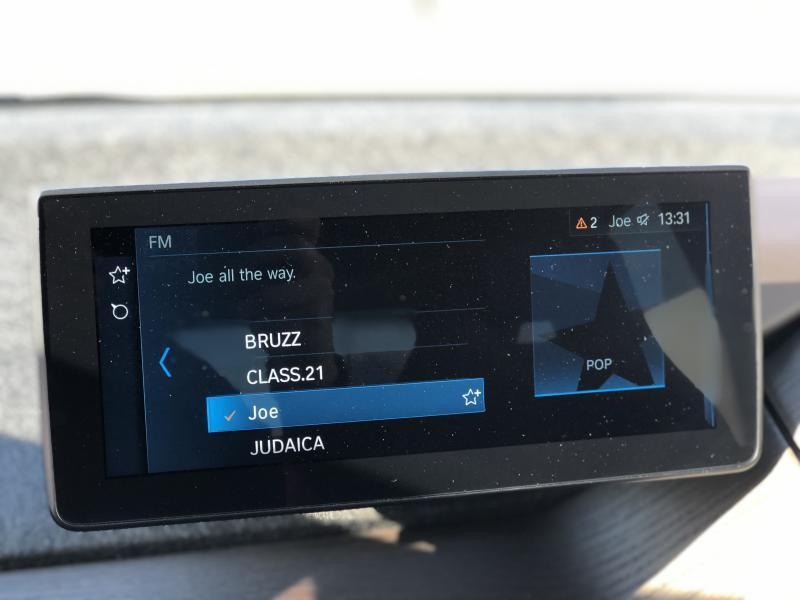 FM
2 Joe 13:31
Joe all the way.
BRUZZ
CLASS.21
Joe
JUDAICA
POP